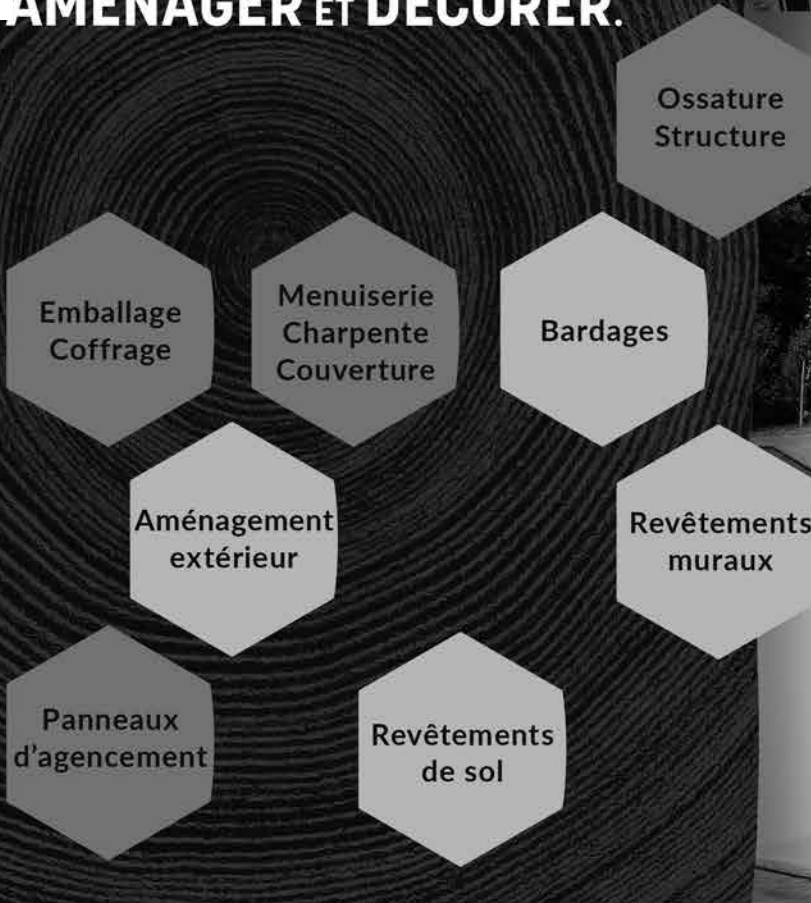 AMÉNAGER ET DÉCORER.
Ossature
Structure
Emballage
Coffrage
Menuiserie
Charpente
Couverture
Bardages
Aménagement
extérieur
Revêtements
muraux
Panneaux
d'agencement
Revêtements
de sol